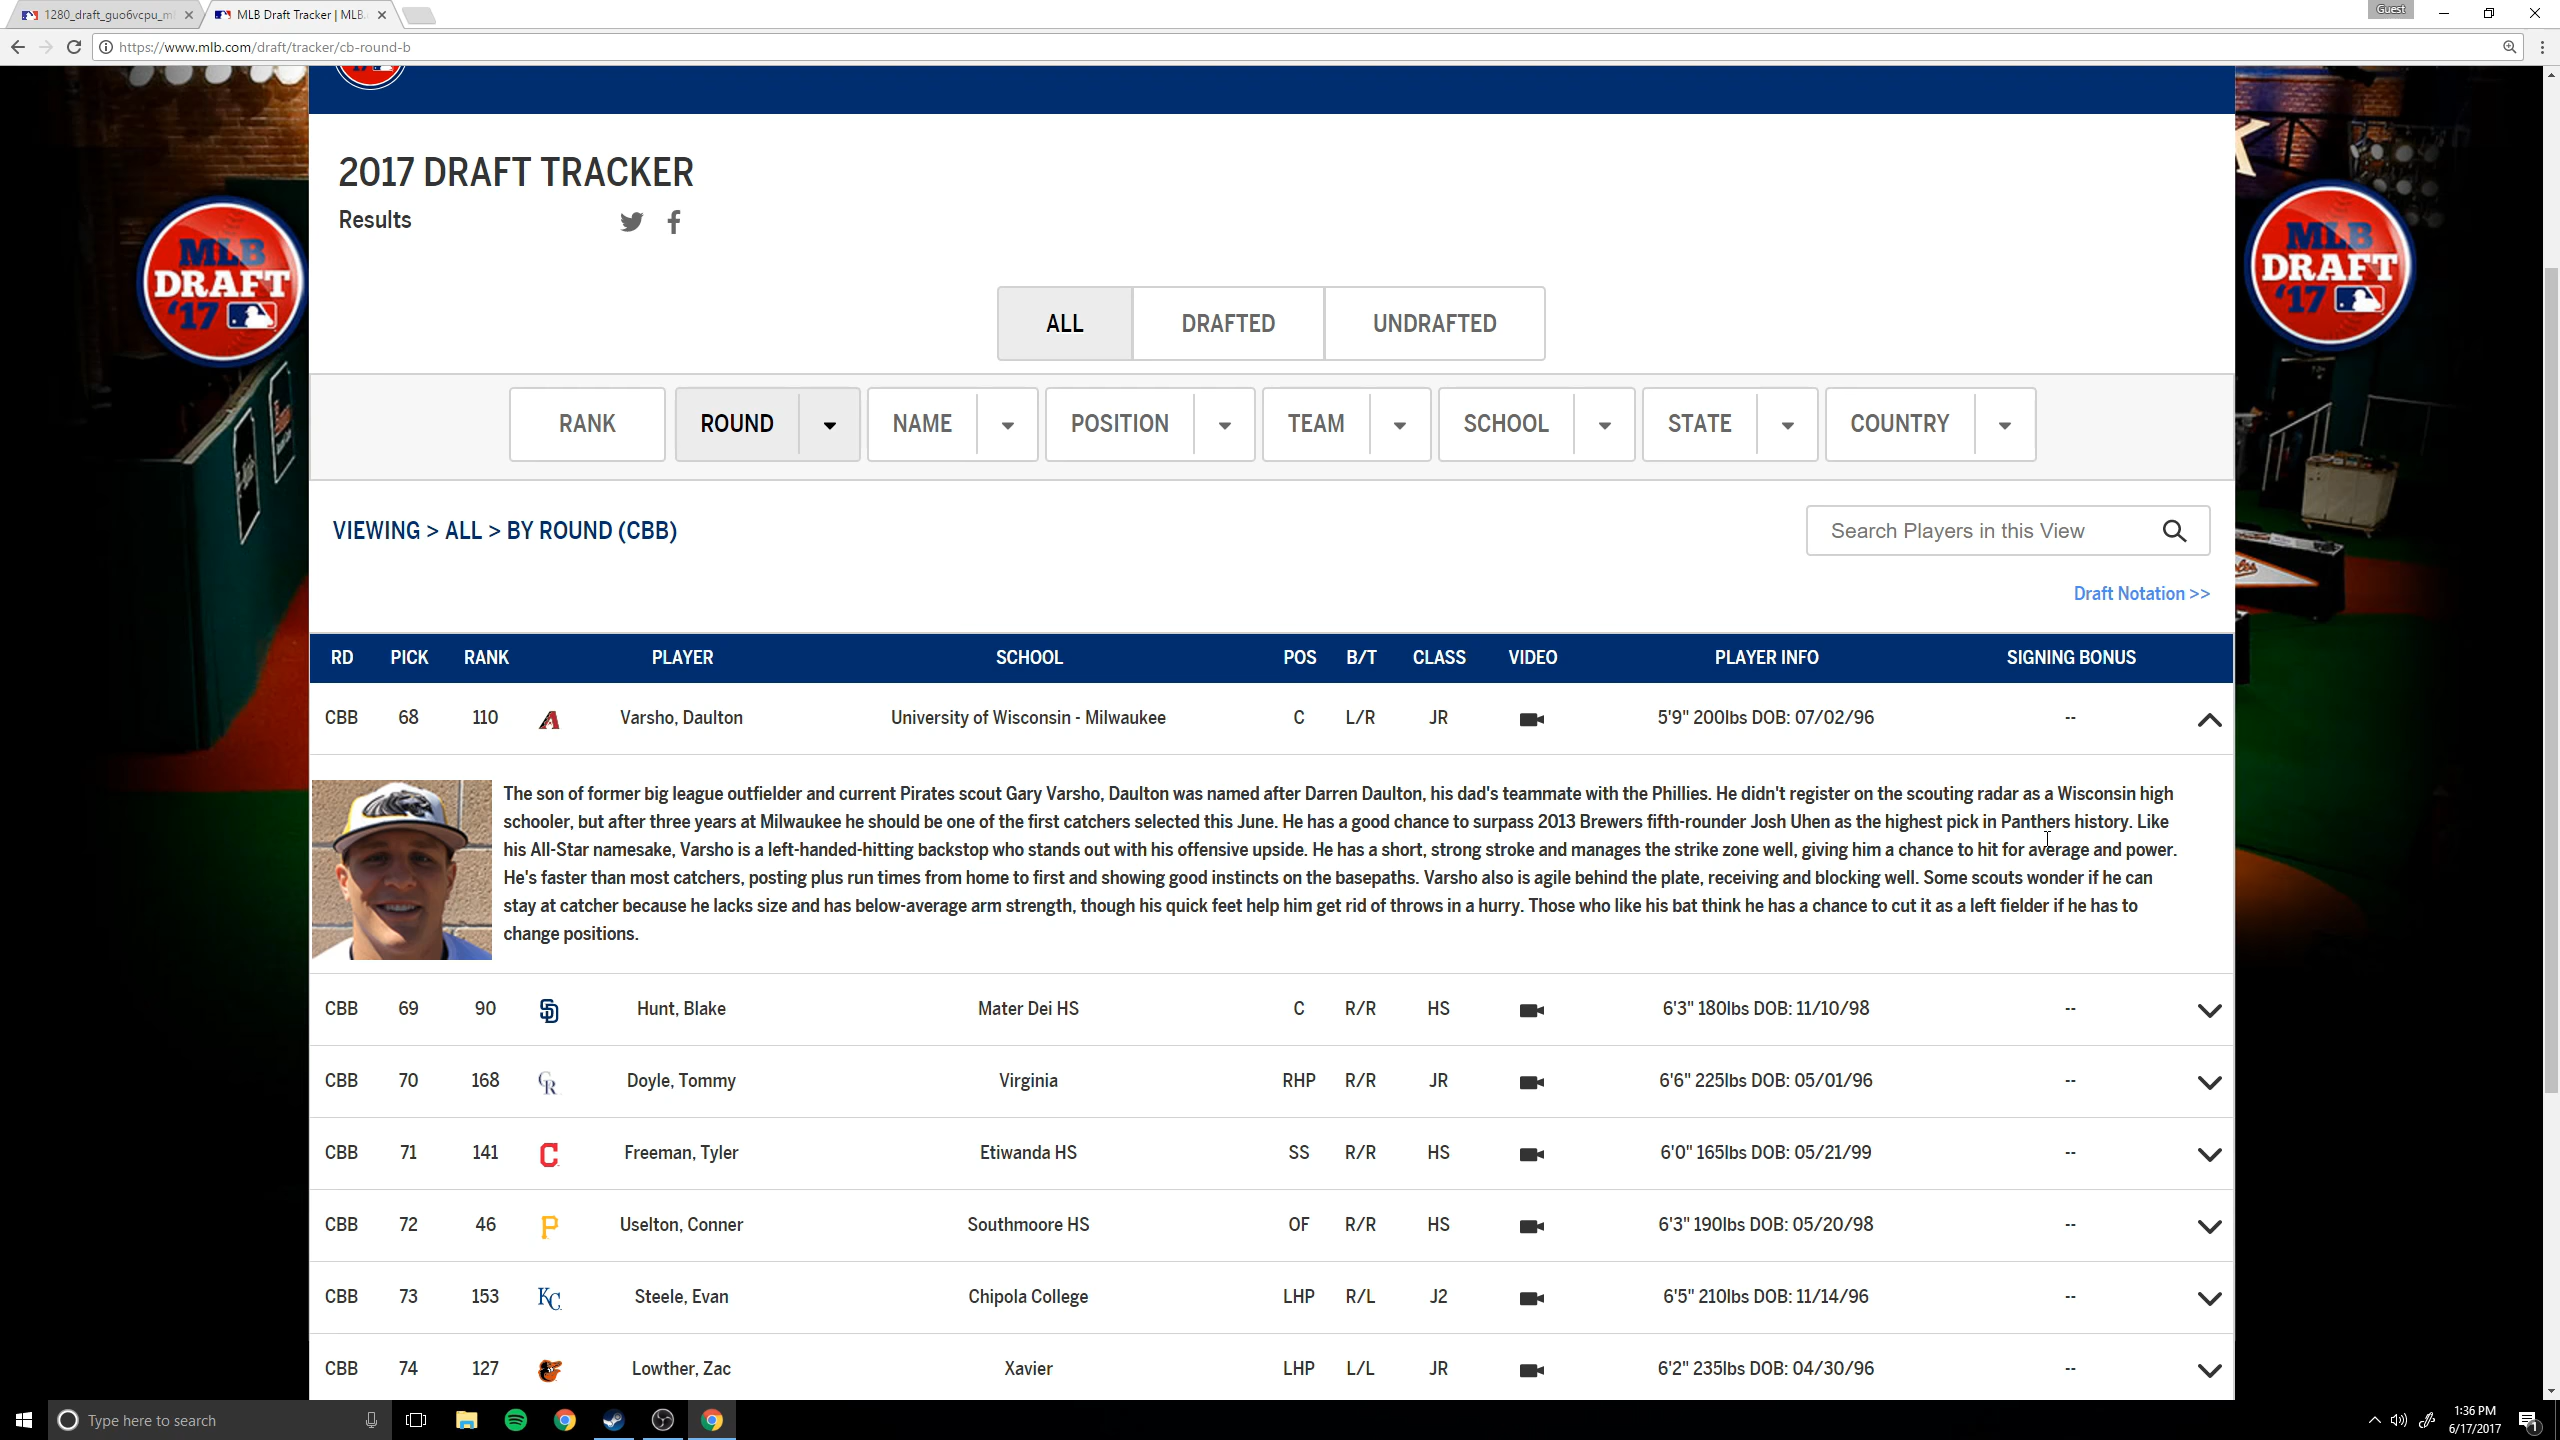 1280_draft_guo6vcpu_m
MLB Draft Tracker | MLB.
Guest
https://www.mlb.com/draft/tracker/cb-round-b
2017 DRAFT TRACKER
Results
MLB DRAFT '17
MLB DRAFT '17
ALL DRAFTED UNDRAFTED
RANK ROUND NAME POSITION TEAM SCHOOL STATE COUNTRY
VIEWING > ALL > BY ROUND (CBB)
Search Players in this View
Draft Notation >>
RD PICK RANK PLAYER SCHOOL POS B/T CLASS VIDEO PLAYER INFO SIGNING BONUS
CBB 68 110 Varsho, Daulton University of Wisconsin - Milwaukee C L/R JR 5'9" 200lbs DOB: 07/02/96 --
The son of former big league outfielder and current Pirates scout Gary Varsho, Daulton was named after Darren Daulton, his dad's teammate with the Phillies. He didn't register on the scouting radar as a Wisconsin high
schooler, but after three years at Milwaukee he should be one of the first catchers selected this June. He has a good chance to surpass 2013 Brewers fifth-rounder Josh Uhen as the highest pick in Panthers history. Like
his All-Star namesake, Varsho is a left-handed-hitting backstop who stands out with his offensive upside. He has a short, strong stroke and manages the strike zone well, giving him a chance to hit for average and power.
He's faster than most catchers, posting plus run times from home to first and showing good instincts on the basepaths. Varsho also is agile behind the plate, receiving and blocking well. Some scouts wonder if he can
stay at catcher because he lacks size and has below-average arm strength, though his quick feet help him get rid of throws in a hurry. Those who like his bat think he has a chance to cut it as a left fielder if he has to
change positions.
CBB 69 90 Hunt, Blake Mater Dei HS C R/R HS 6'3" 180lbs DOB: 11/10/98 --
CBB 70 168 Doyle, Tommy Virginia RHP R/R JR 6'6" 225lbs DOB: 05/01/96 --
CBB 71 141 Freeman, Tyler Etiwanda HS SS R/R HS 6'0" 165lbs DOB: 05/21/99 --
CBB 72 46 Uselton, Conner Southmoore HS OF R/R HS 6'3" 190lbs DOB: 05/20/98 --
CBB 73 153 Steele, Evan Chipola College LHP R/L J2 6'5" 210lbs DOB: 11/14/96 --
CBB 74 127 Lowther, Zac Xavier LHP L/L JR 6'2" 235lbs DOB: 04/30/96 --
Type here to search
1:36 PM
6/17/2017
1